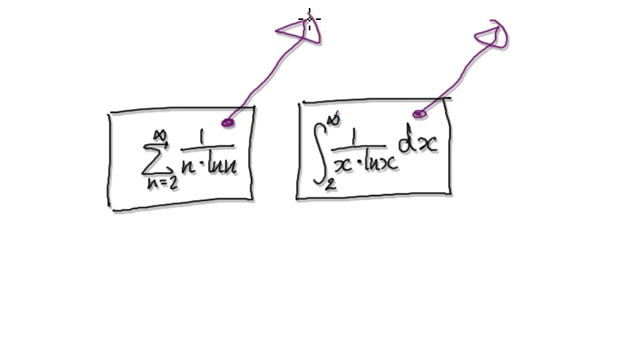 ∑_{n=2}^{∞} 1/(n·ln n)
∫_{2}^{∞} 1/(x·ln x) dx